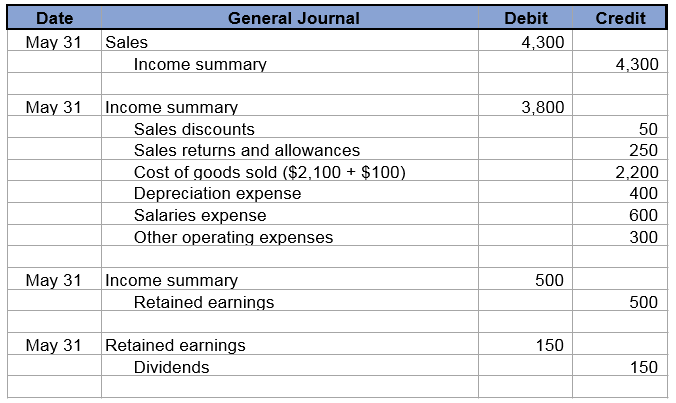 Date General Journal Debit Credit
May 31 Sales 4,300
Income summary 4,300
May 31 Income summary 3,800
Sales discounts 50
Sales returns and allowances 250
Cost of goods sold ($2,100 + $100) 2,200
Depreciation expense 400
Salaries expense 600
Other operating expenses 300
May 31 Income summary 500
Retained earnings 500
May 31 Retained earnings 150
Dividends 150